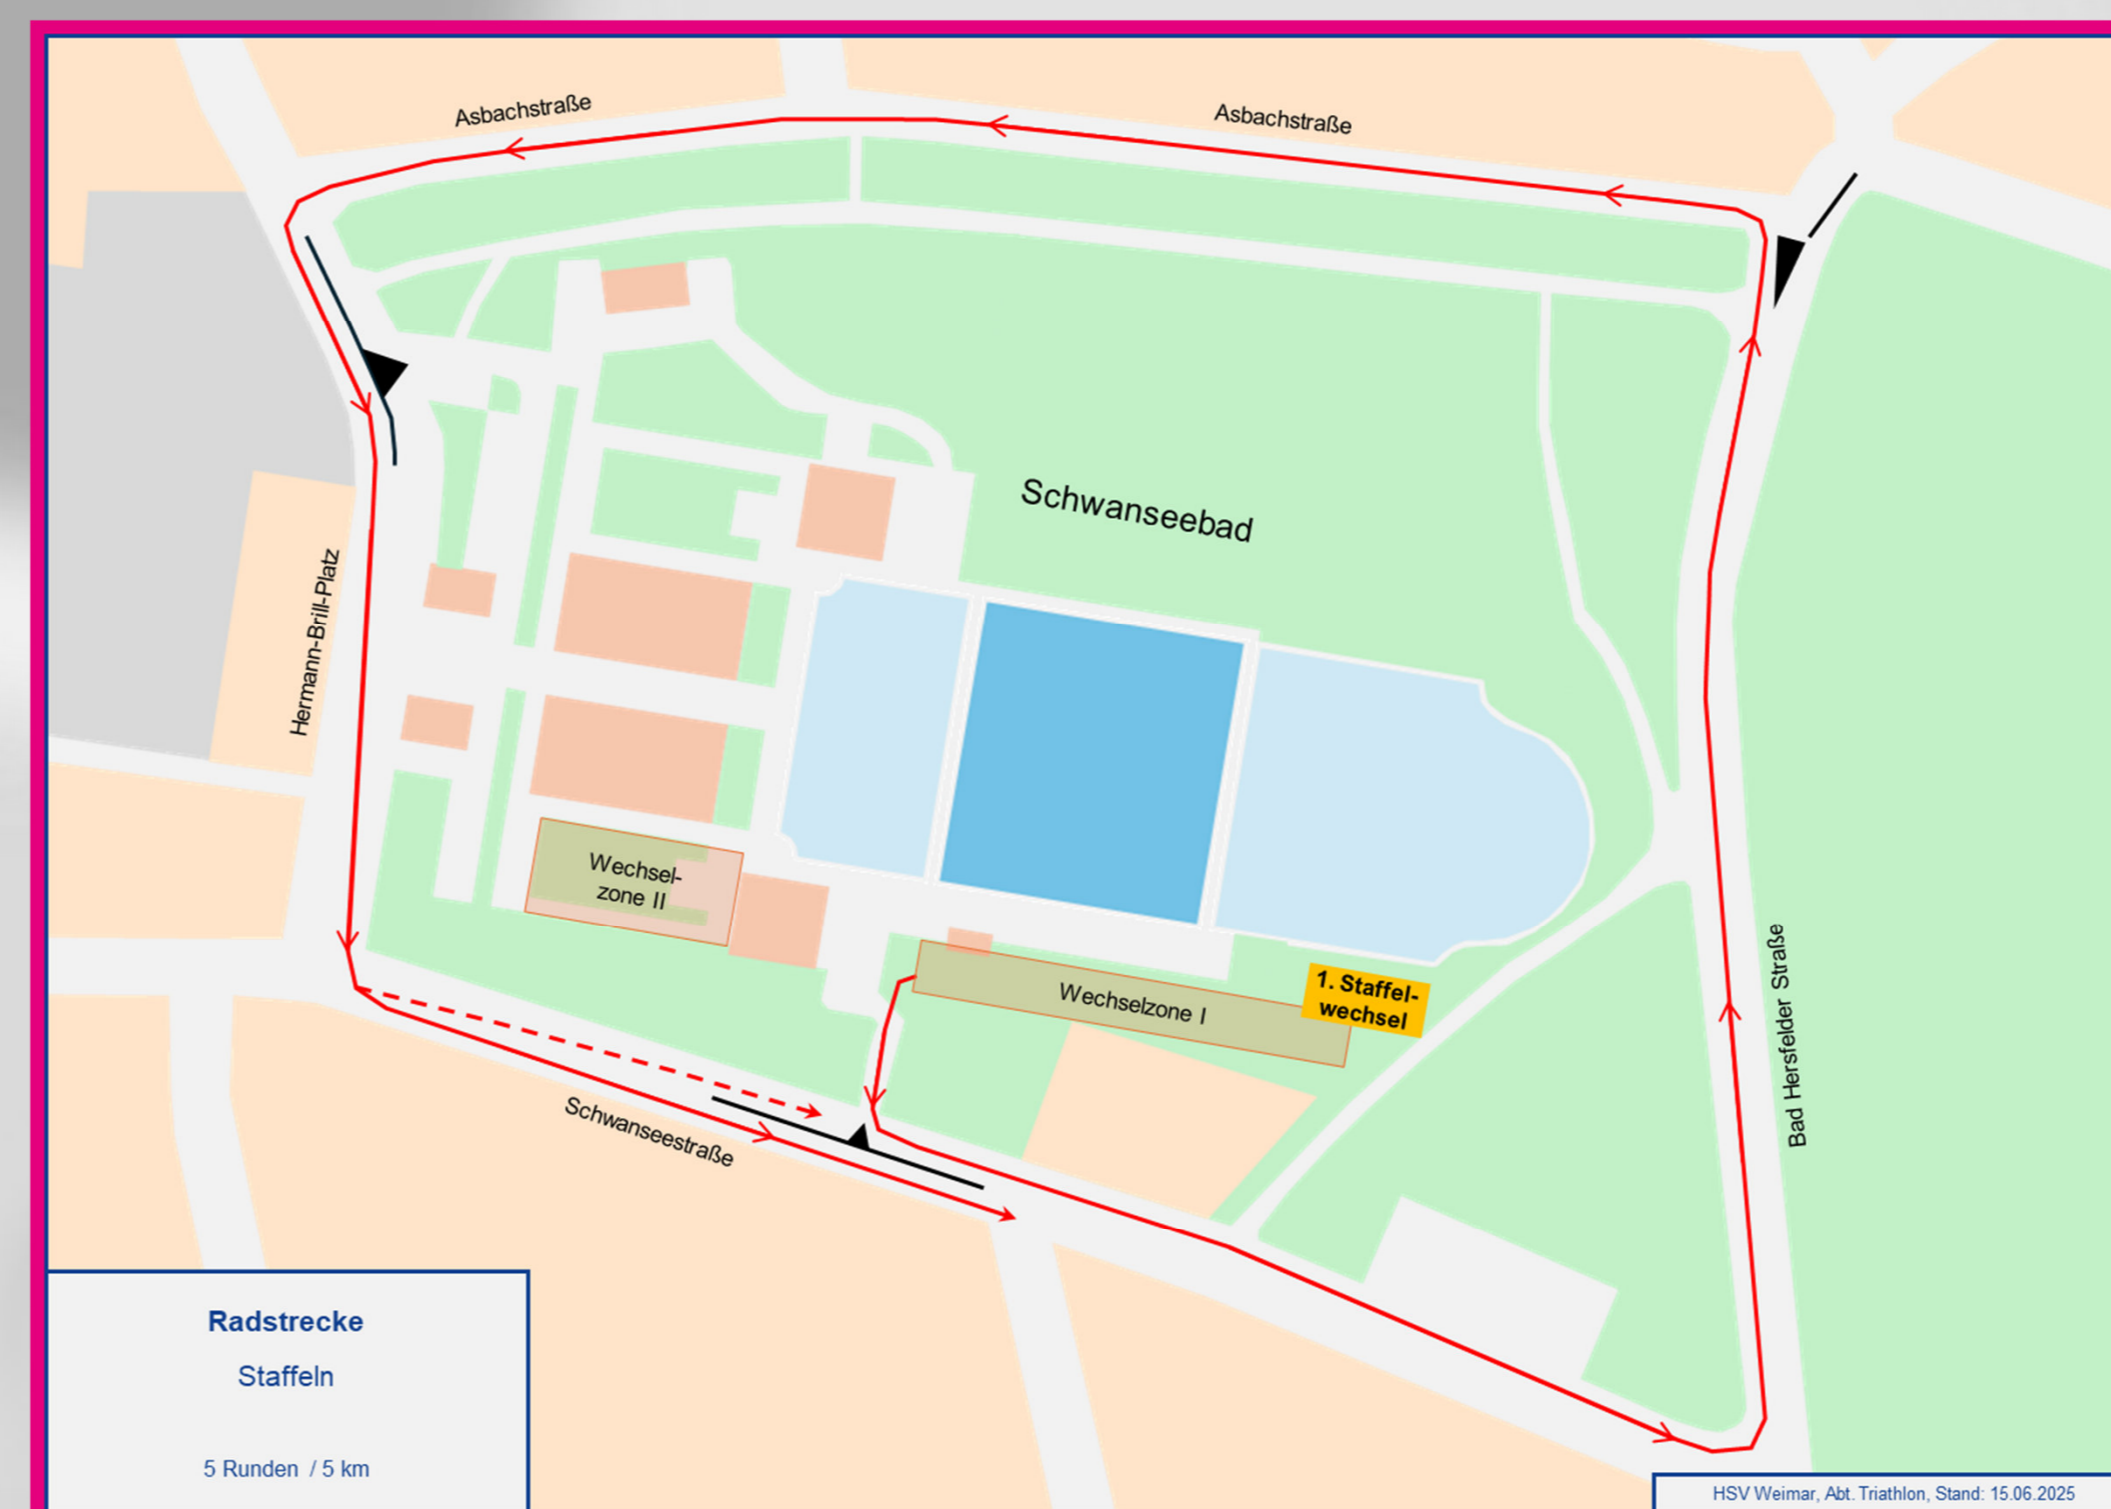 Asbachstraße
Asbachstraße
Schwanseebad
Hermann-Brill-Platz
Wechsel-
zone II
1. Staffel-
wechsel
Wechselzone I
Bad Hersfelder Straße
Schwanseestraße
Radstrecke
Staffeln
5 Runden / 5 km
HSV Weimar, Abt. Triathlon, Stand: 15.06.2025